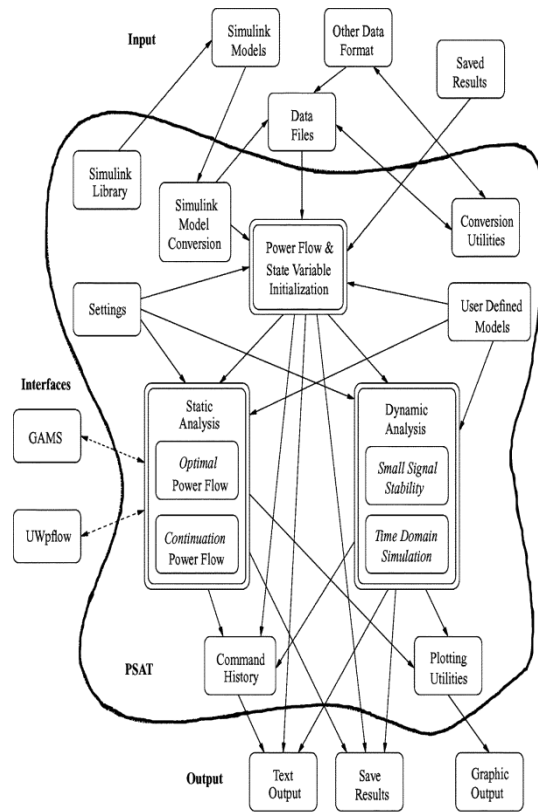 Input
Simulink
Models
Other Data
Format
Saved
Results
Data
Files
Simulink
Library
Simulink
Model
Conversion
Conversion
Utilities
Power Flow &
State Variable
Initialization
Settings
User Defined
Models
Interfaces
Static
Analysis
Dynamic
Analysis
GAMS
Optimal
Power Flow
Small Signal
Stability
UWpflow
Continuation
Power Flow
Time Domain
Simulation
PSAT
Command
History
Plotting
Utilities
Output
Text
Output
Save
Results
Graphic
Output